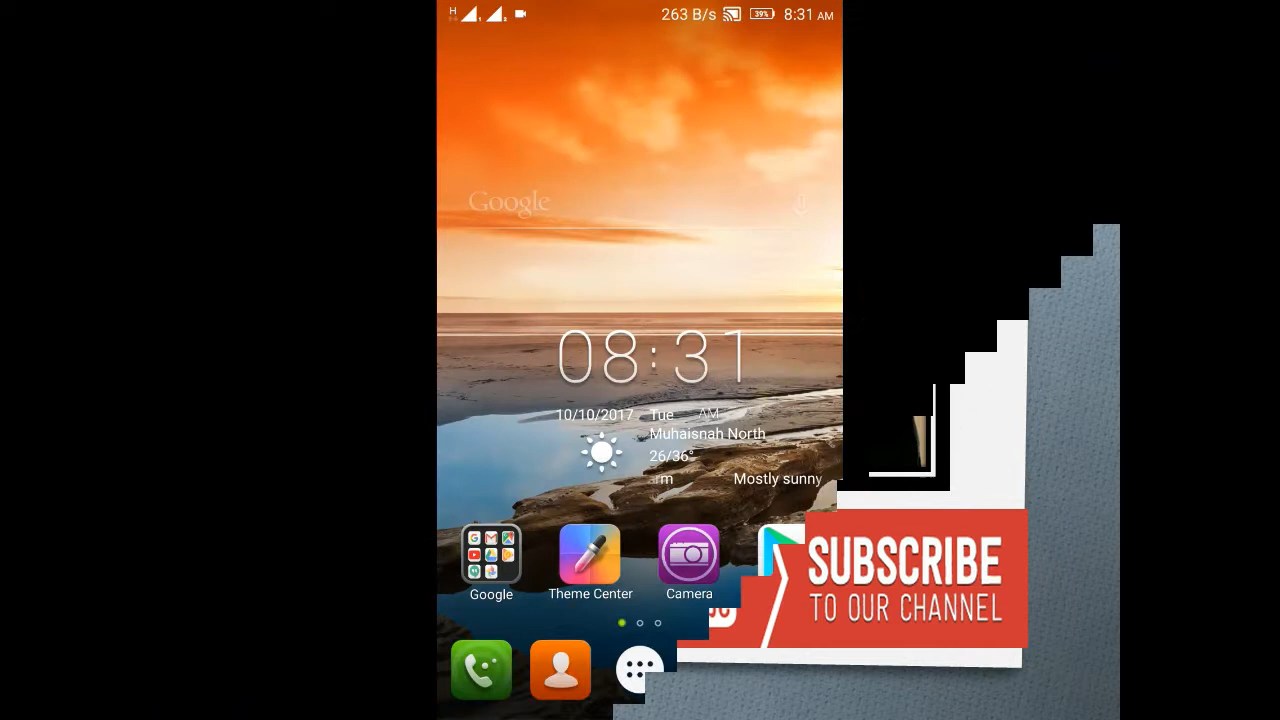 H 263 B/s 39% 8:31 AM
Google
08:31
10/10/2017 Tue AM
Muhaisnah North
26/36°
Mostly sunny
Google Theme Center Camera
SUBSCRIBE
TO OUR CHANNEL